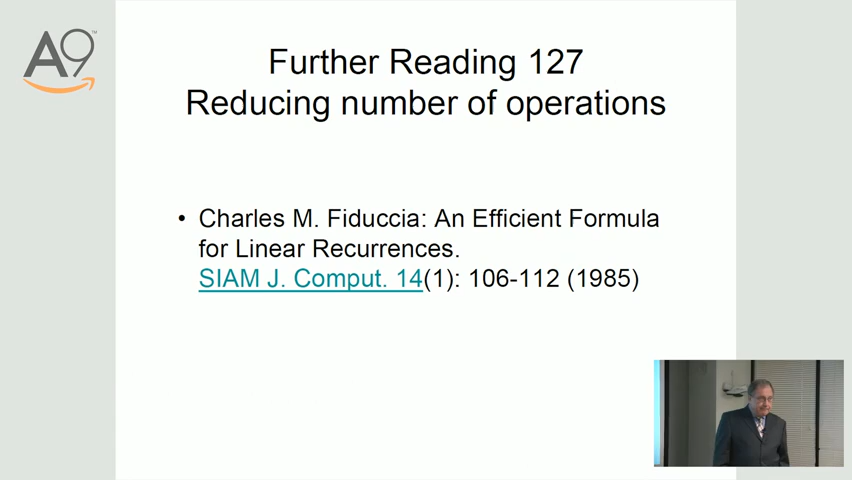 A9™
Further Reading 127
Reducing number of operations
• Charles M. Fiduccia: An Efficient Formula
for Linear Recurrences.
SIAM J. Comput. 14(1): 106-112 (1985)